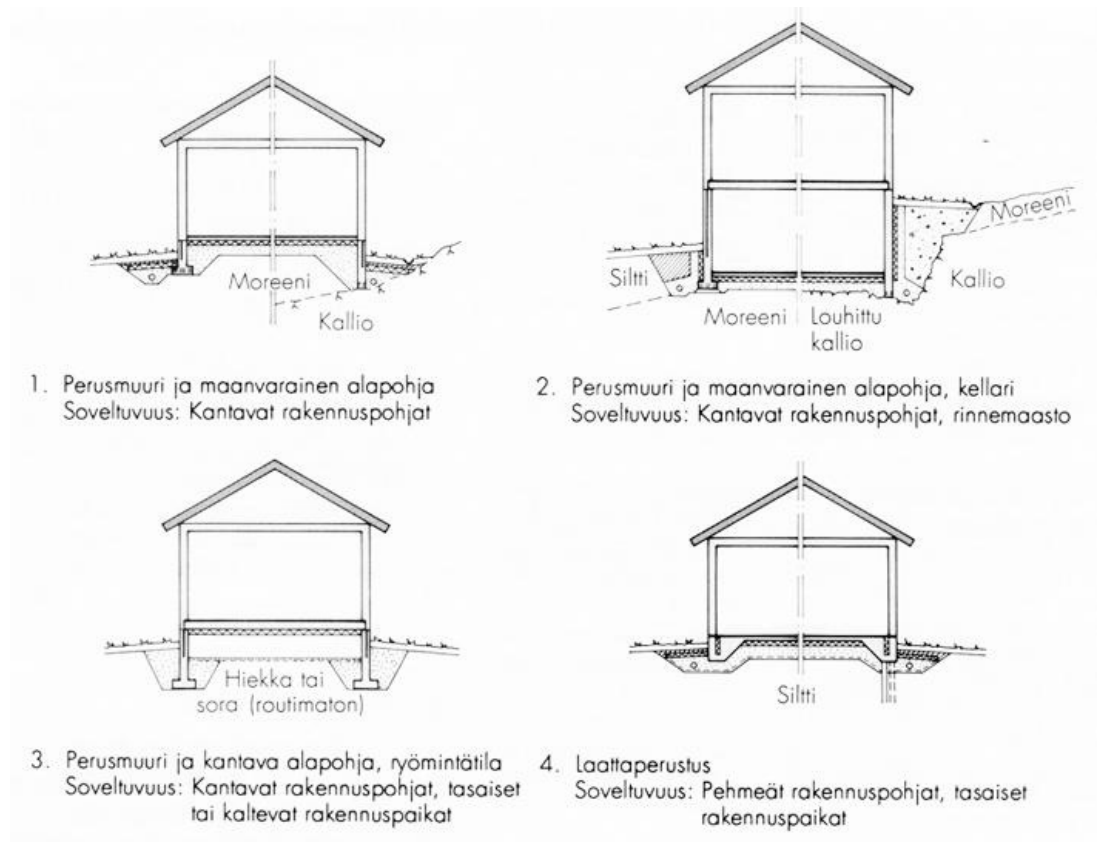 Moreeni
Kallio
1. Perusmuuri ja maanvarainen alapohja
Soveltuvuus: Kantavat rakennuspohjat
Siltti
Moreeni
Louhittu
kallio
Kallio
Moreeni
2. Perusmuuri ja maanvarainen alapohja, kellari
Soveltuvuus: Kantavat rakennuspohjat, rinnemaasto
Hiekka tai
sora (routimaton)
3. Perusmuuri ja kantava alapohja, ryömintätila
Soveltuvuus: Kantavat rakennuspohjat, tasaiset
tai kaltevat rakennuspaikat
Siltti
4. Laattaperustus
Soveltuvuus: Pehmeät rakennuspohjat, tasaiset
rakennuspaikat